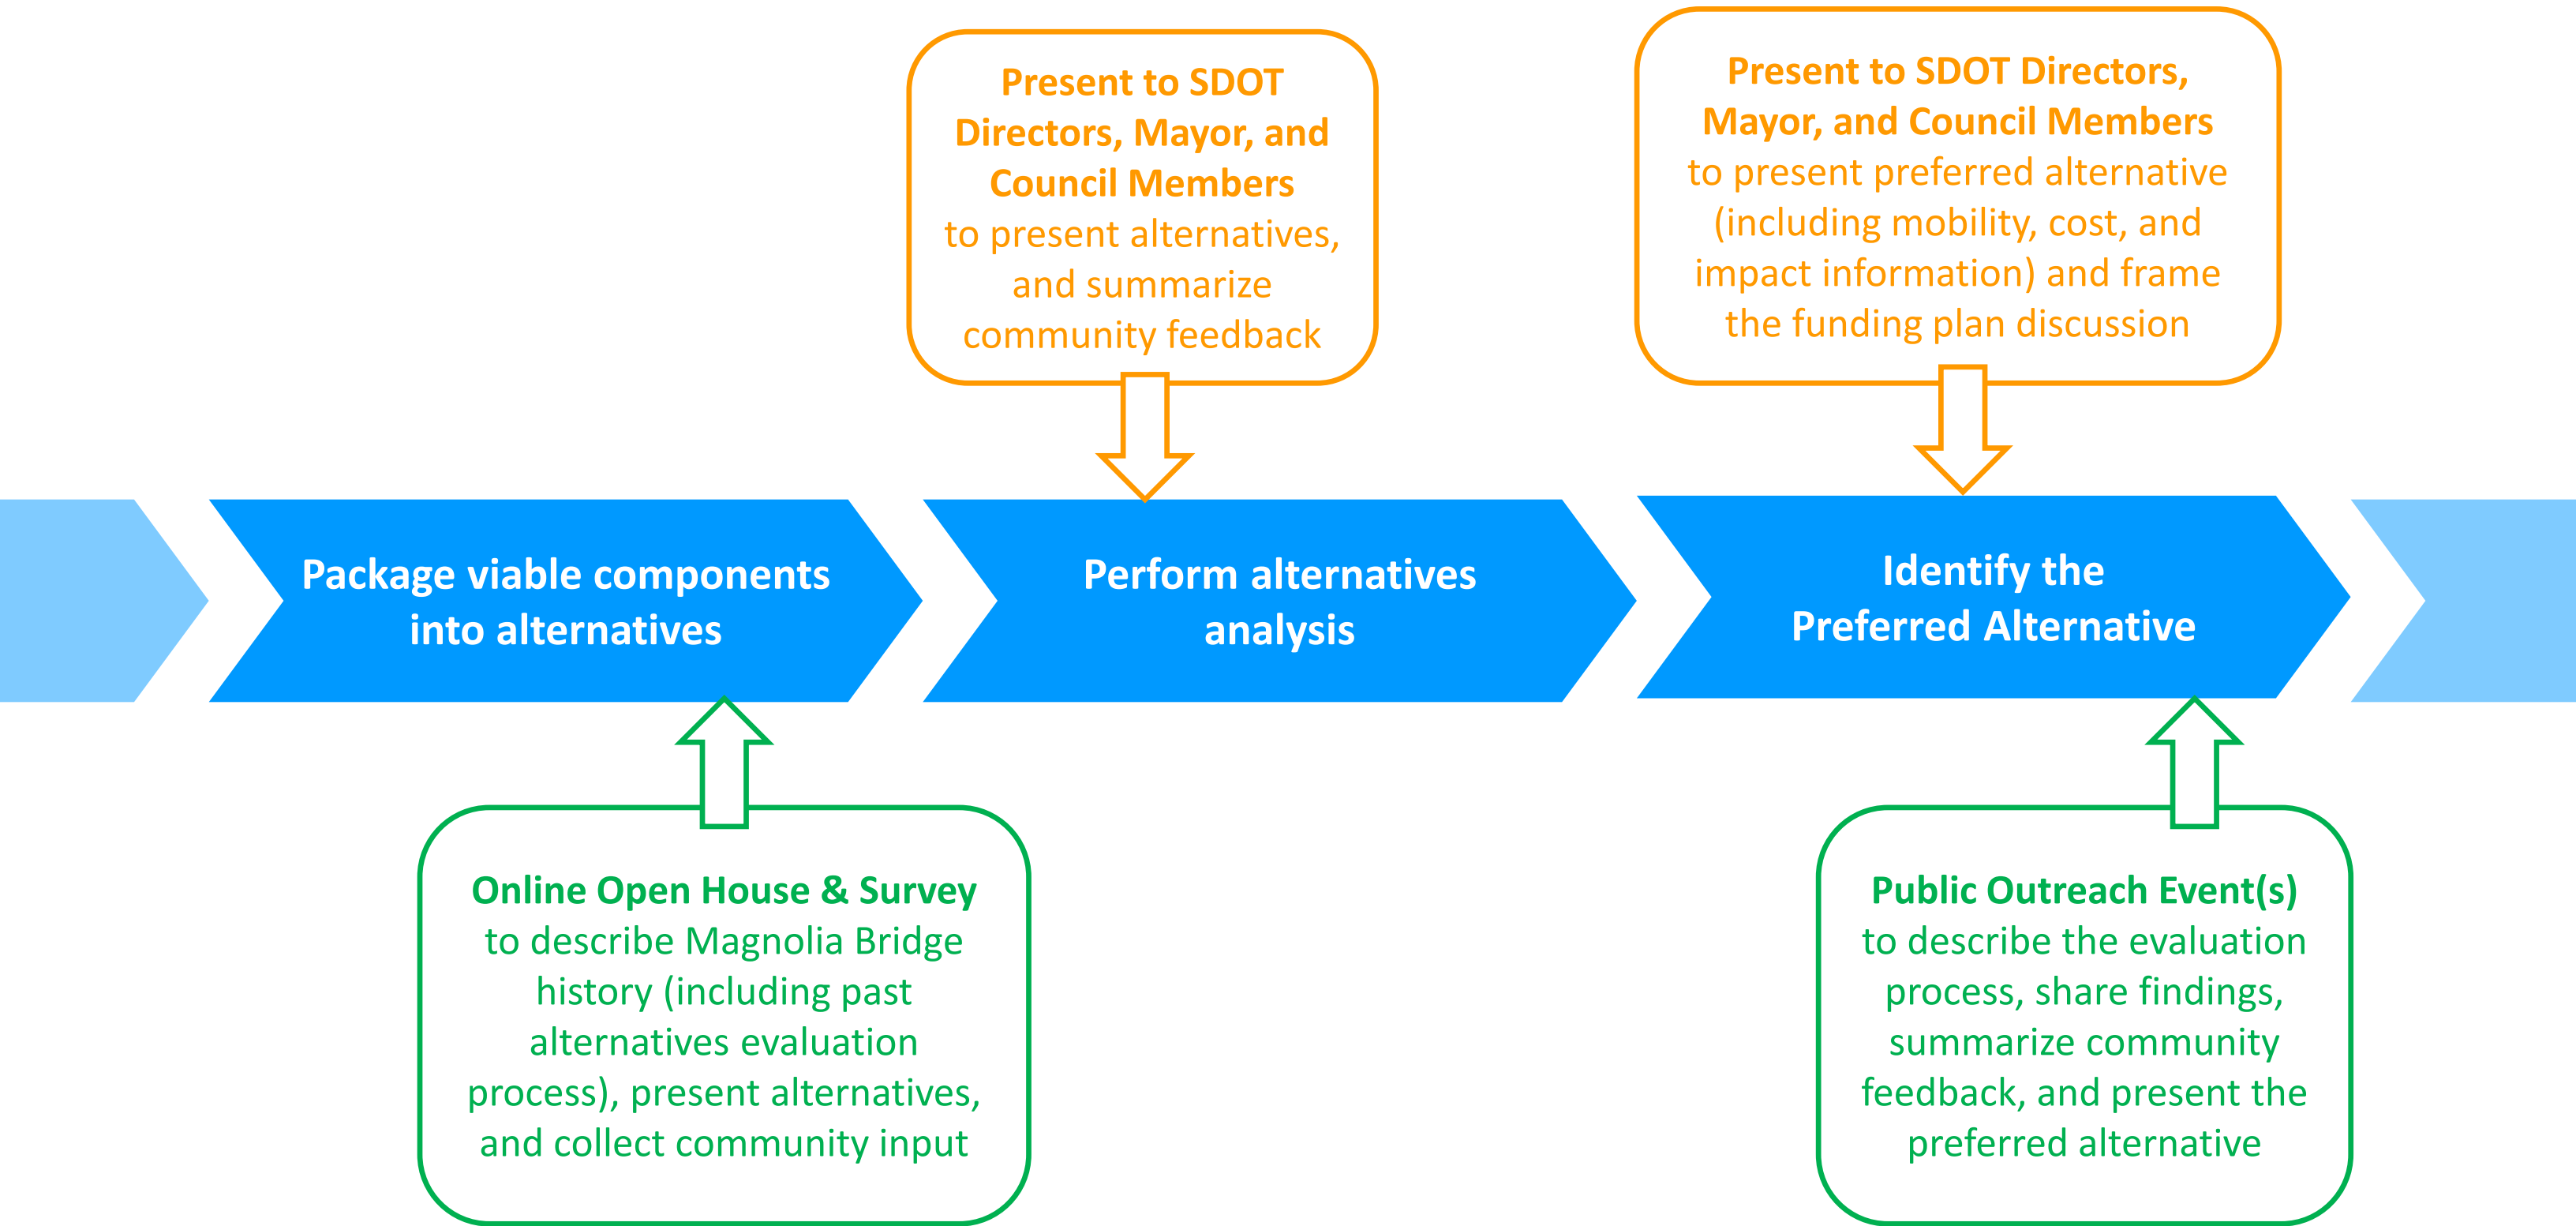 Present to SDOT
Directors, Mayor, and
Council Members
to present alternatives,
and summarize
community feedback
Present to SDOT Directors,
Mayor, and Council Members
to present preferred alternative
(including mobility, cost, and
impact information) and frame
the funding plan discussion
Package viable components
into alternatives
Perform alternatives
analysis
Identify the
Preferred Alternative
Online Open House & Survey
to describe Magnolia Bridge
history (including past
alternatives evaluation
process), present alternatives,
and collect community input
Public Outreach Event(s)
to describe the evaluation
process, share findings,
summarize community
feedback, and present the
preferred alternative